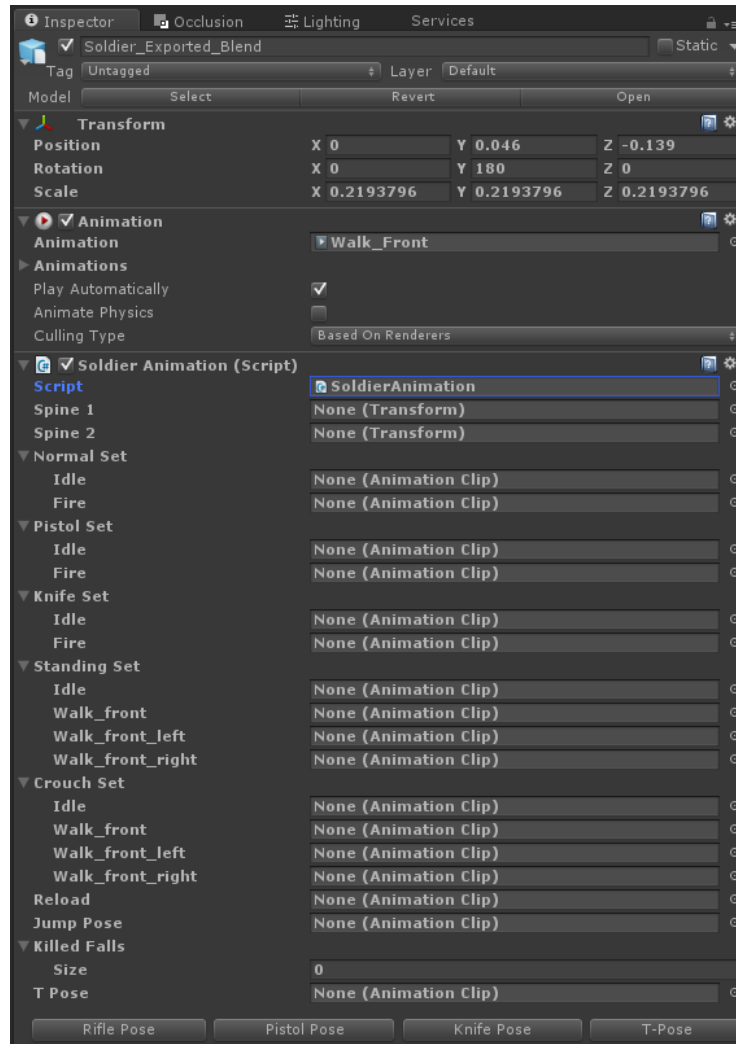 Inspector Occlusion Lighting Services
Soldier_Exported_Blend Static
Tag Untagged Layer Default
Model Select Revert Open
Transform
Position X 0 Y 0.046 Z -0.139
Rotation X 0 Y 180 Z 0
Scale X 0.2193796 Y 0.2193796 Z 0.2193796
Animation
Animation Walk_Front
Animations
Play Automatically
Animate Physics
Culling Type Based On Renderers
Soldier Animation (Script)
Script SoldierAnimation
Spine 1 None (Transform)
Spine 2 None (Transform)
Normal Set
Idle None (Animation Clip)
Fire None (Animation Clip)
Pistol Set
Idle None (Animation Clip)
Fire None (Animation Clip)
Knife Set
Idle None (Animation Clip)
Fire None (Animation Clip)
Standing Set
Idle None (Animation Clip)
Walk_front None (Animation Clip)
Walk_front_left None (Animation Clip)
Walk_front_right None (Animation Clip)
Crouch Set
Idle None (Animation Clip)
Walk_front None (Animation Clip)
Walk_front_left None (Animation Clip)
Walk_front_right None (Animation Clip)
Reload None (Animation Clip)
Jump Pose None (Animation Clip)
Killed Falls
Size 0
T Pose None (Animation Clip)
Rifle Pose Pistol Pose Knife Pose T-Pose